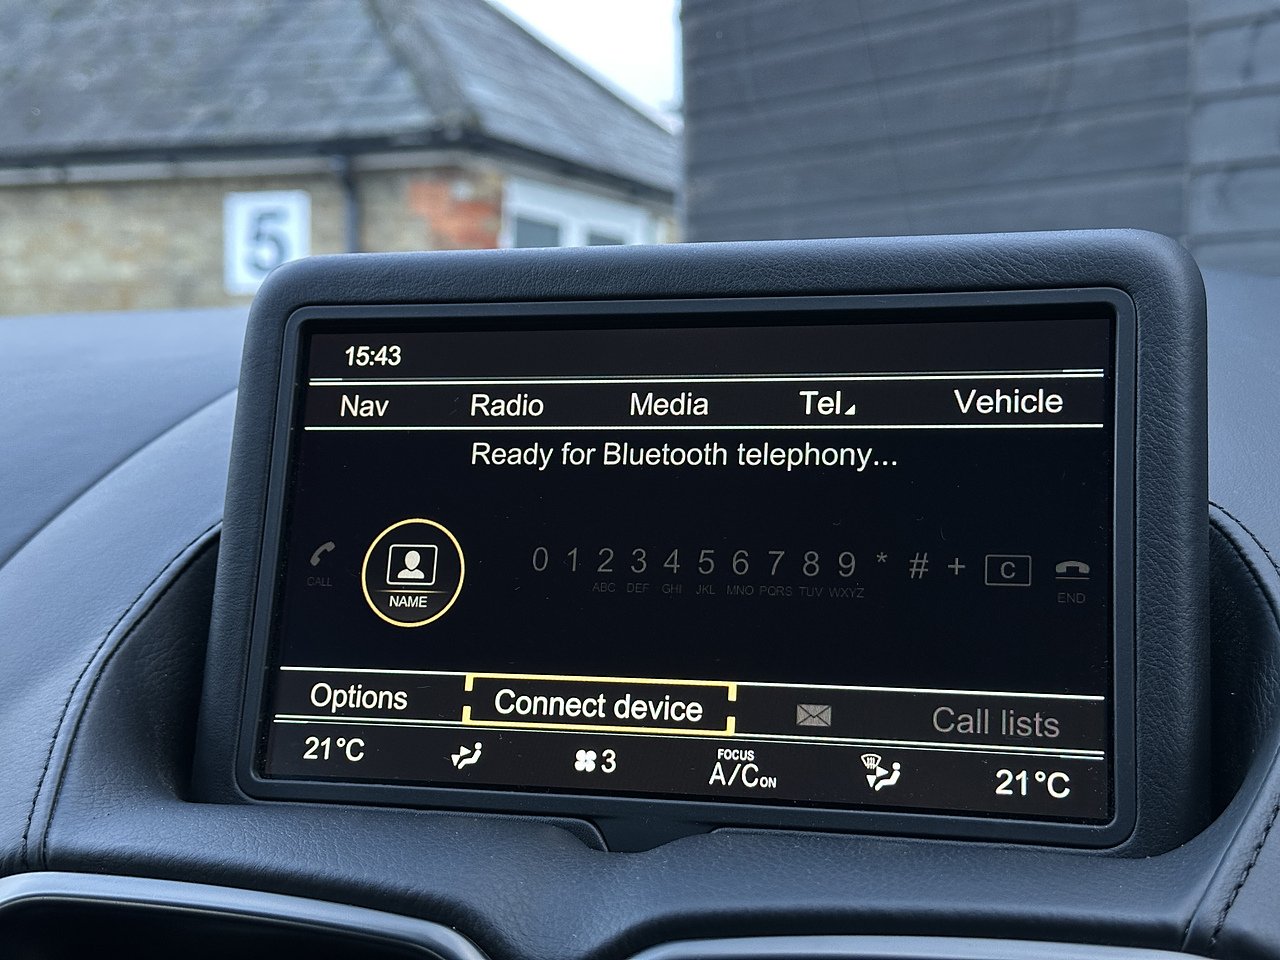 5
15:43
Nav Radio Media Tel Vehicle
Ready for Bluetooth telephony...
0 1 2 3 4 5 6 7 8 9 * # + C
CALL NAME ABC DEF GHI JKL MNO PQRS TUV WXYZ END
Options Connect device Call lists
21°C 3 FOCUS A/C ON 21°C